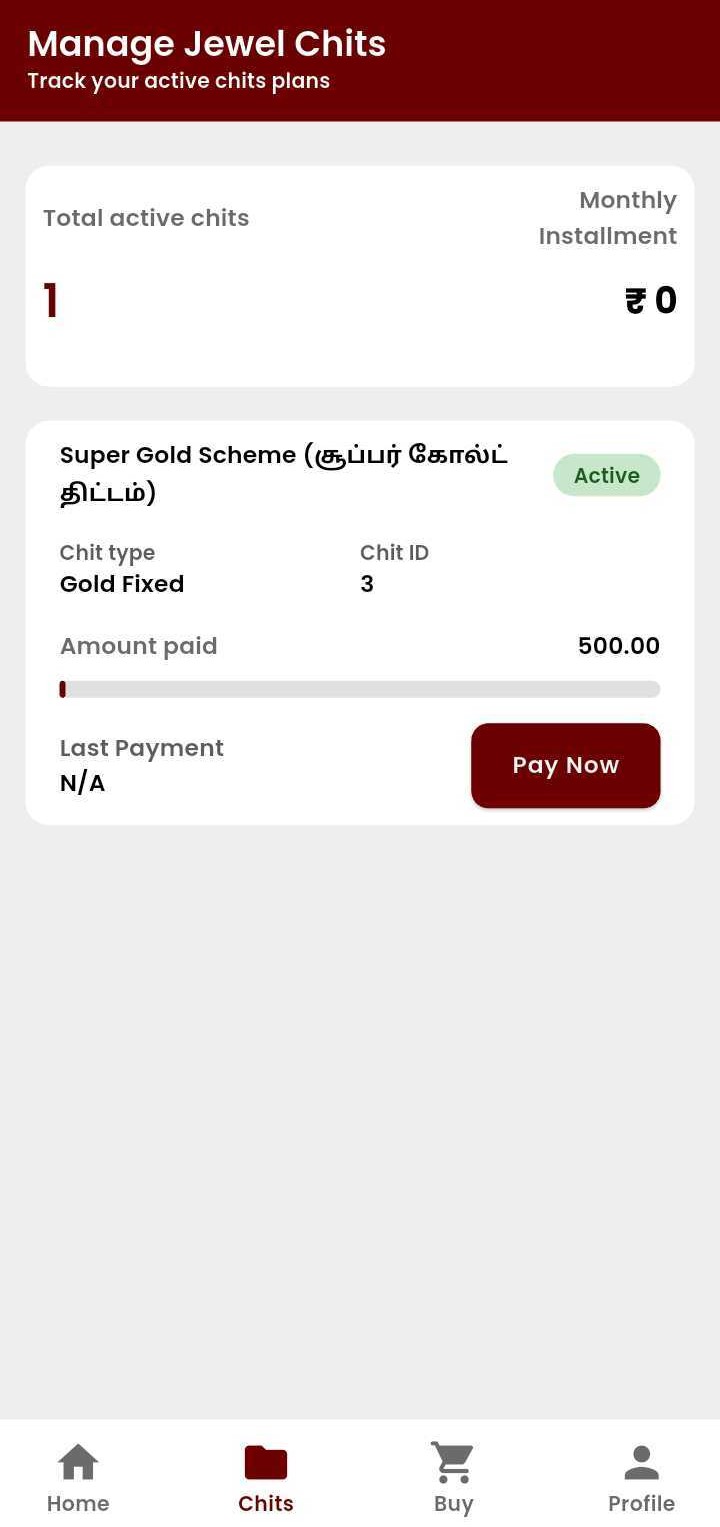 Manage Jewel Chits
Track your active chits plans
Total active chits
Monthly
Installment
1
₹ 0
Super Gold Scheme (சூப்பர் கோல்ட்
திட்டம்)
Active
Chit type
Chit ID
Gold Fixed
3
Amount paid
500.00
Last Payment
N/A
Pay Now
Home
Chits
Buy
Profile